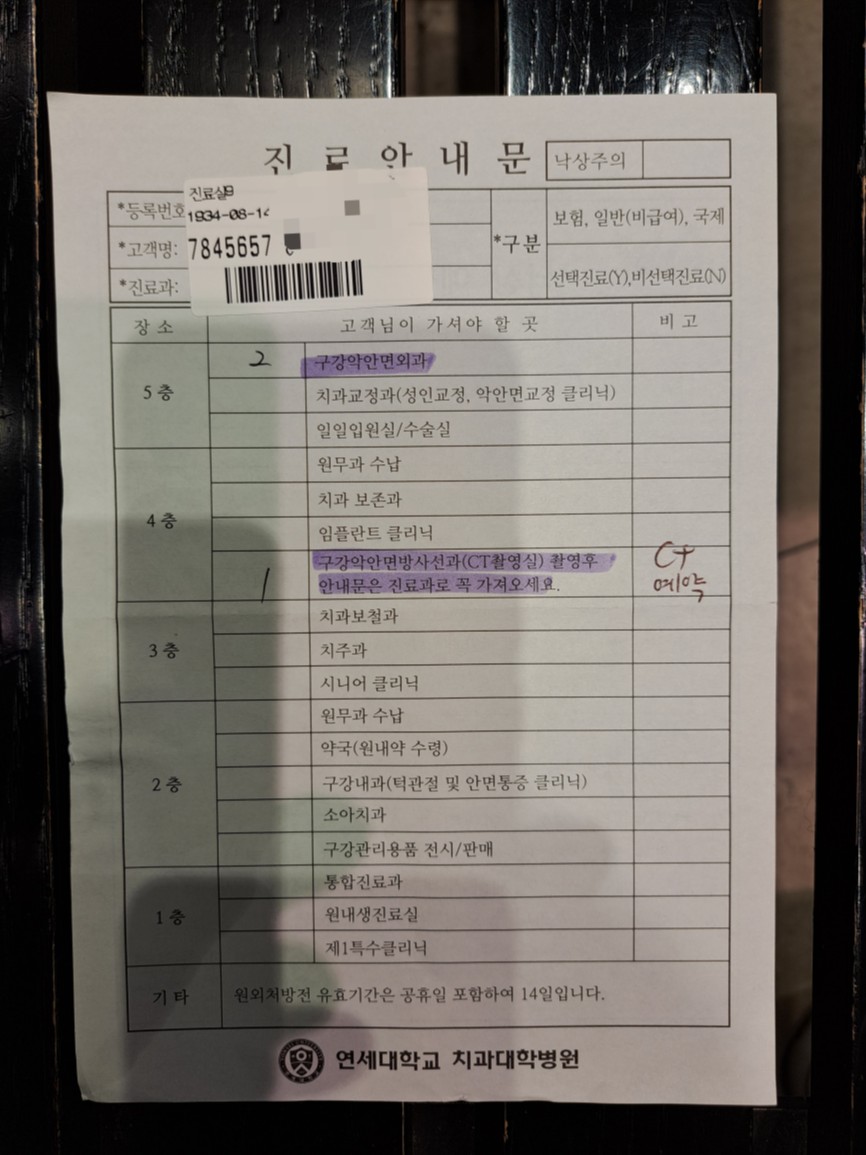 진 료 안 내 문
낙상주의
*등록번호
진료실9
1934-08-14
*고객명:
7845657
*진료과:
*구분
보험, 일반(비급여), 국제
선택진료(Y),비선택진료(N)
장 소 고객님이 가셔야 할 곳 비 고
5 층
2 구강악안면외과
치과교정과(성인교정, 악안면교정 클리닉)
일일입원실/수술실
4 층
원무과 수납
치과 보존과
임플란트 클리닉
1 구강악안면방사선과(CT촬영실) 촬영후
안내문은 진료과로 꼭 가져오세요.
CT
예약
3 층
치과보철과
치주과
시니어 클리닉
2 층
원무과 수납
약국(원내약 수령)
구강내과(턱관절 및 안면통증 클리닉)
소아치과
구강관리용품 전시/판매
1 층
통합진료과
원내생진료실
제1특수클리닉
기 타 원외처방전 유효기간은 공휴일 포함하여 14일입니다.
연세대학교 치과대학병원